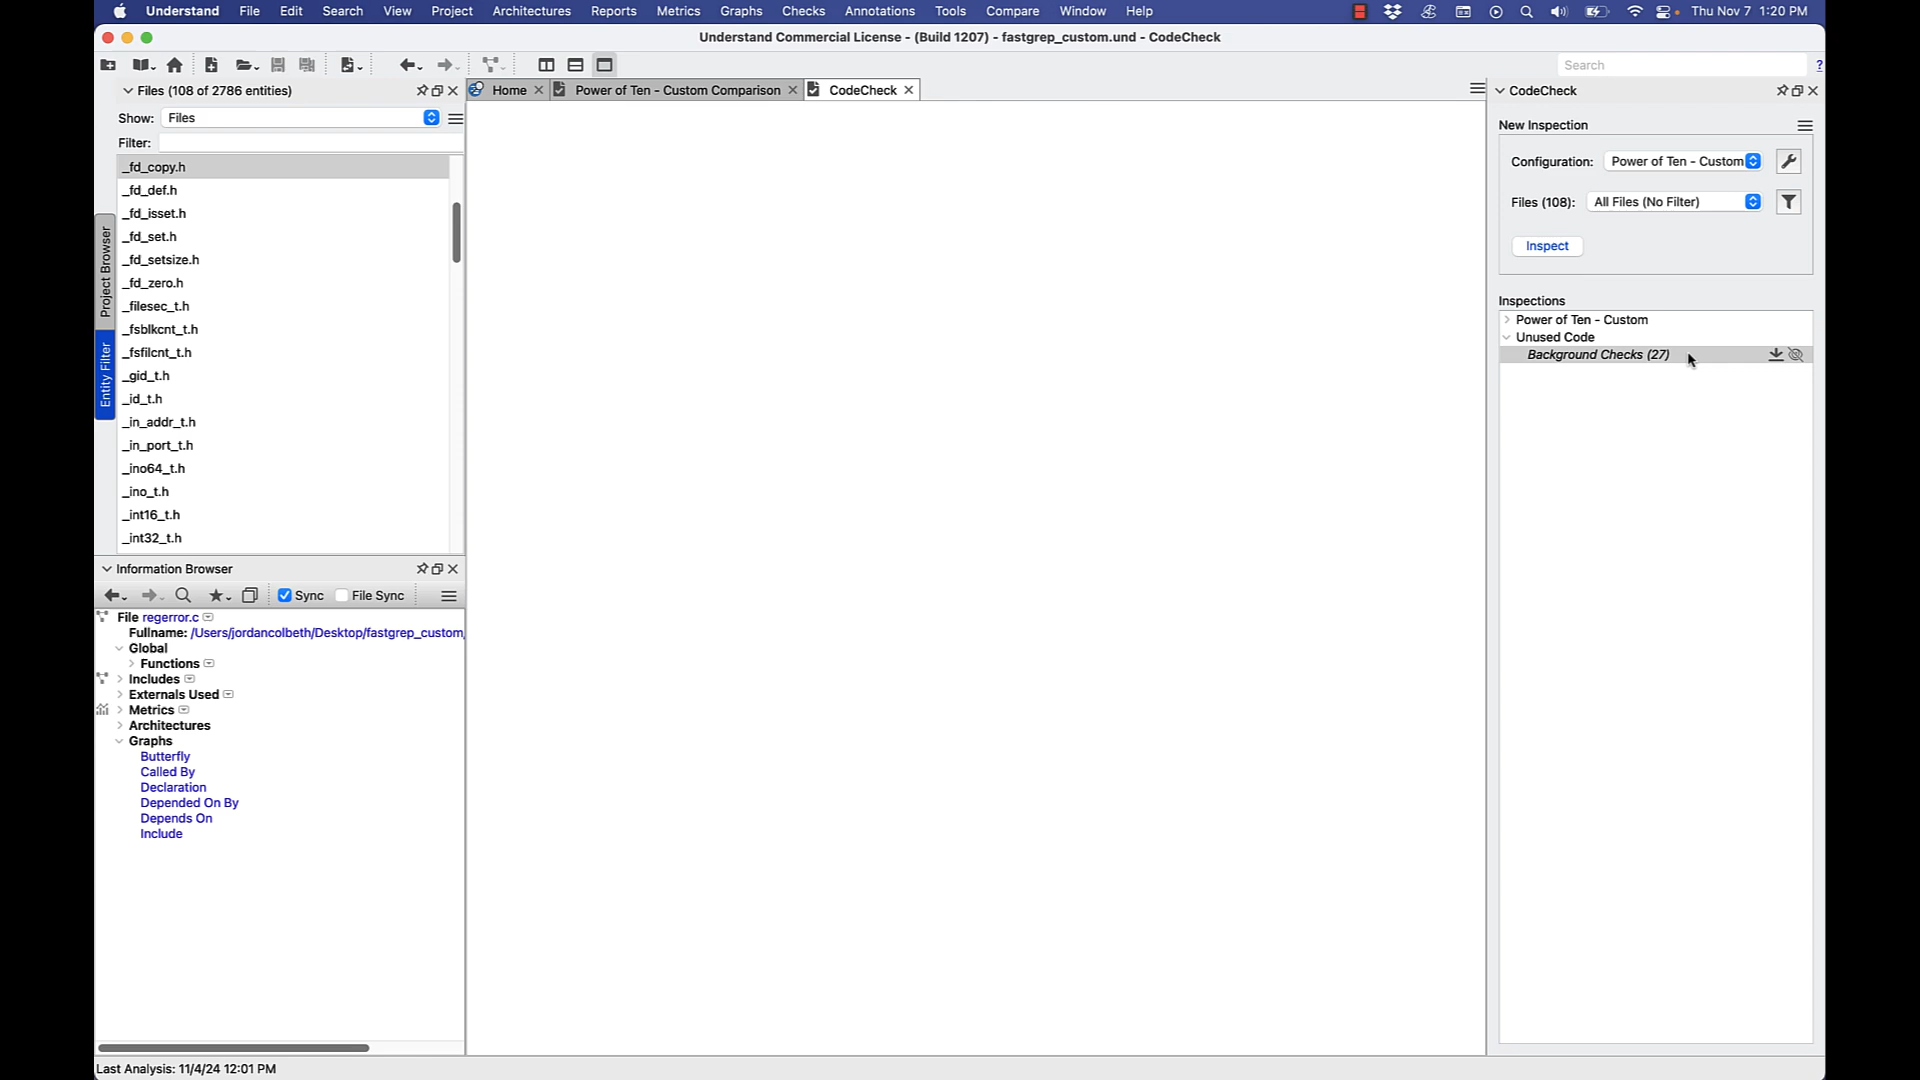 Understand File Edit Search View Project Architectures Reports Metrics Graphs Checks Annotations Tools Compare Window Help Thu Nov 7 1:20 PM
Understand Commercial License - (Build 1207) - fastgrep_custom.und - CodeCheck
Search ?
Files (108 of 2786 entities)
Show: Files
Filter:
_fd_copy.h
_fd_def.h
_fd_isset.h
_fd_set.h
_fd_setsize.h
_fd_zero.h
_filesec_t.h
_fsblkcnt_t.h
_fsfilcnt_t.h
_gid_t.h
_id_t.h
_in_addr_t.h
_in_port_t.h
_ino64_t.h
_ino_t.h
_int16_t.h
_int32_t.h
Project Browser
Entity Filter
Information Browser
Sync File Sync
File regerror.c
Fullname: /Users/jordancolbeth/Desktop/fastgrep_custom,
Global
Functions
Includes
Externals Used
Metrics
Architectures
Graphs
Butterfly
Called By
Declaration
Depended On By
Depends On
Include
Home Power of Ten - Custom Comparison CodeCheck
CodeCheck
New Inspection
Configuration: Power of Ten - Custom
Files (108): All Files (No Filter)
Inspect
Inspections
Power of Ten - Custom
Unused Code
Background Checks (27)
Last Analysis: 11/4/24 12:01 PM